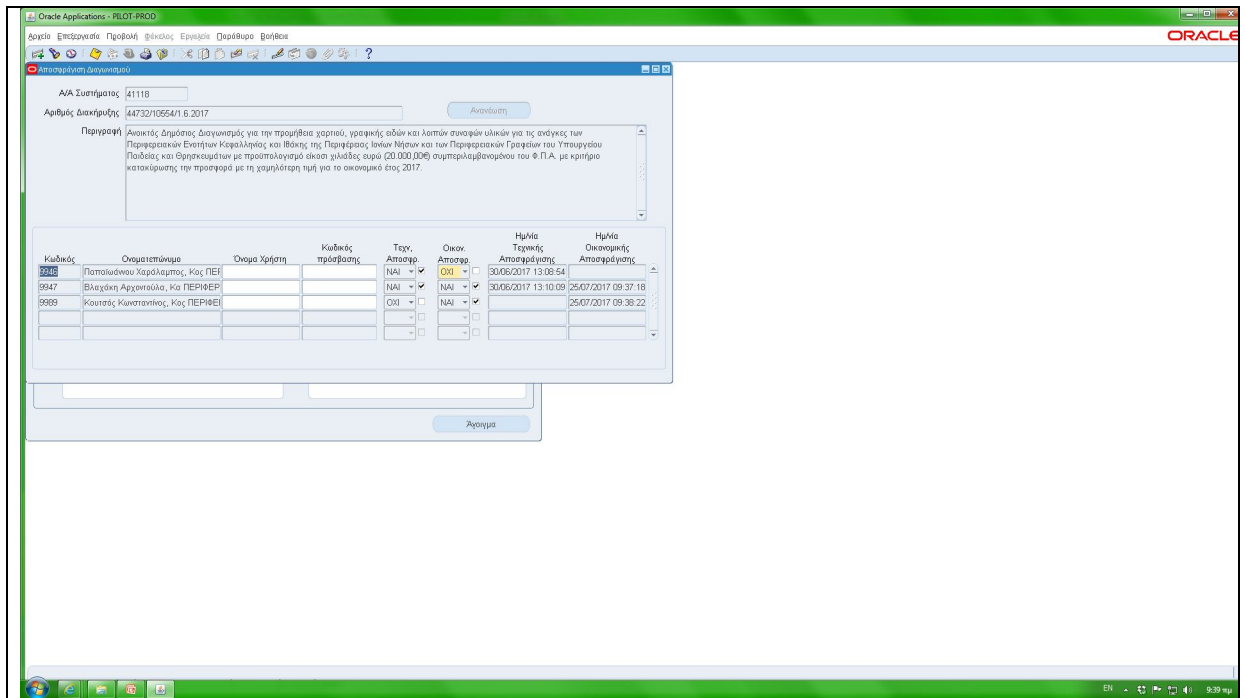 Oracle Applications - PILOT-PROD
Αρχείο Επεξεργασία Προβολή Φάκελος Εργαλεία Παράθυρο Βοήθεια
ORACLE
Αποσφράγιση Διαγωνισμού
Α/Α Συστήματος 41118
Αριθμός Διακήρυξης 44732/10554/1.6.2017
Ανανέωση
Περιγραφή Ανοικτός Δημόσιος Διαγωνισμός για την προμήθεια χαρτιού, γραφικής ειδών και λοιπών συναφών υλικών για τις ανάγκες των
Περιφερειακών Ενοτήτων Κεφαλληνίας και Ιθάκης της Περιφέρειας Ιονίων Νήσων και των Περιφερειακών Γραφείων του Υπουργείου
Παιδείας και Θρησκευμάτων με προϋπολογισμό είκοσι χιλιάδες ευρώ (20.000,00€) συμπεριλαμβανομένου του Φ.Π.Α. με κριτήριο
κατακύρωσης την προσφορά με τη χαμηλότερη τιμή για το οικονομικό έτος 2017.
Ημ/νία Ημ/νία
Κωδικός Τεχν, Οικον. Τεχνικής Οικονομικής
Κωδικός Ονοματεπώνυμο Όνομα Χρήστη πρόσβασης Αποσφρ. Αποσφρ. Αποσφράγισης Αποσφράγισης
9946 Παπαϊωάννου Χαράλαμπος, Κος ΠΕΡ ΝΑΙ ΟΧΙ 30/06/2017 13:08:54
9947 Βλαχάκη Αρχοντούλα, Κα ΠΕΡΙΦΕΡ ΝΑΙ ΝΑΙ 30/06/2017 13:10:09 25/07/2017 09:37:18
9989 Κουτσός Κωνσταντίνος, Κος ΠΕΡΙΦΕΙ ΟΧΙ ΝΑΙ 25/07/2017 09:38:22
Άνοιγμα
EN 9:39 πμ